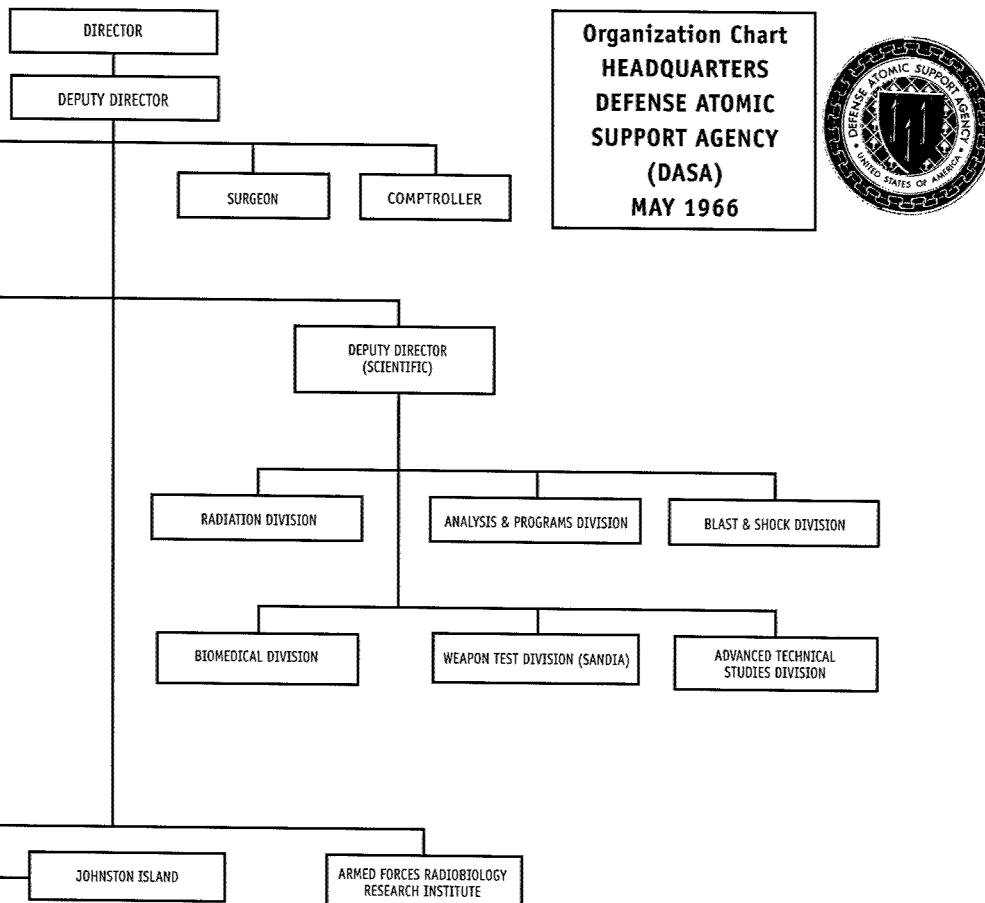 DIRECTOR
DEPUTY DIRECTOR
Organization Chart
HEADQUARTERS
DEFENSE ATOMIC
SUPPORT AGENCY
(DASA)
MAY 1966
DEFENSE ATOMIC SUPPORT AGENCY
UNITED STATES OF AMERICA
SURGEON
COMPTROLLER
DEPUTY DIRECTOR
(SCIENTIFIC)
RADIATION DIVISION
ANALYSIS & PROGRAMS DIVISION
BLAST & SHOCK DIVISION
BIOMEDICAL DIVISION
WEAPON TEST DIVISION (SANDIA)
ADVANCED TECHNICAL
STUDIES DIVISION
JOHNSTON ISLAND
ARMED FORCES RADIOBIOLOGY
RESEARCH INSTITUTE